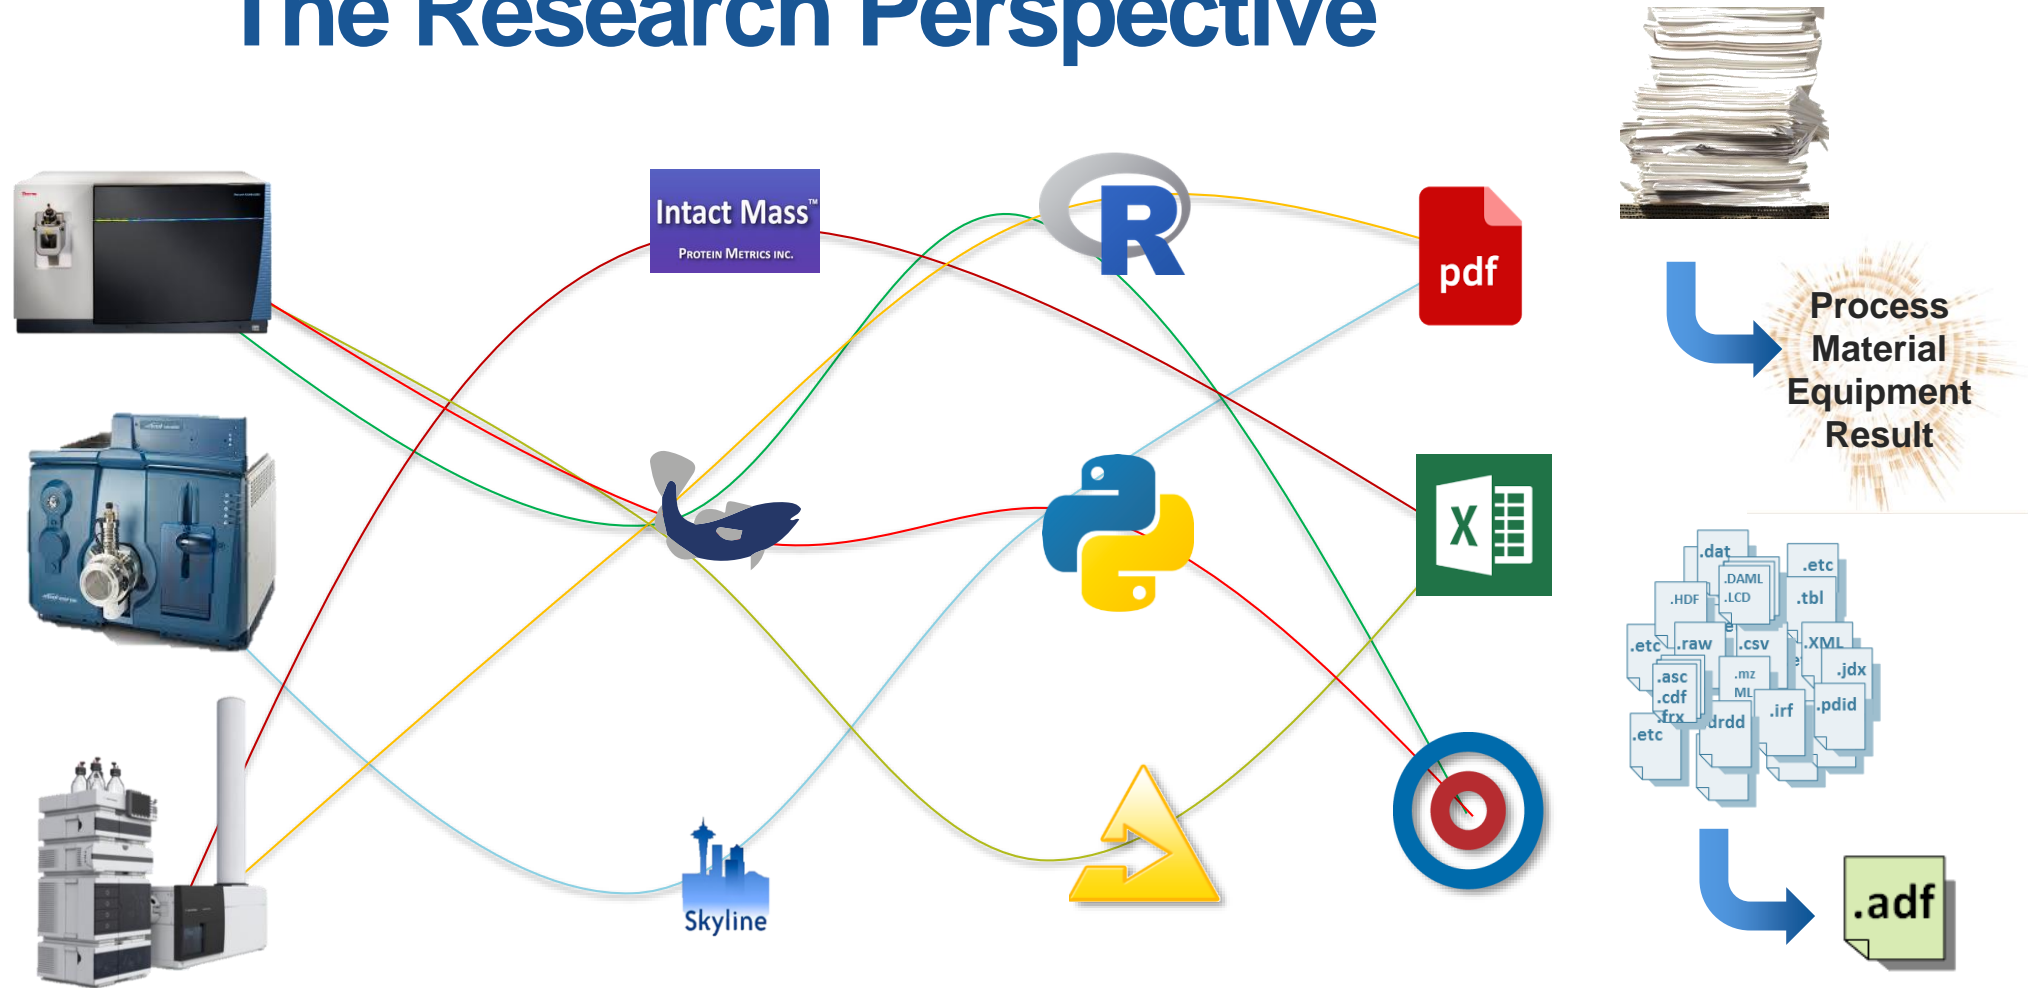 The Research Perspective
Intact Mass™
PROTEIN METRICS INC.
R
pdf
X
Skyline
Process
Material
Equipment
Result
.dat
.etc
.DAML
.LCD
.HDF
.tbl
.etc
.raw
.csv
.XML
.jdx
.asc
.cdf
.frx
.mz
ML
.pdid
.irf
drdd
.etc
.adf